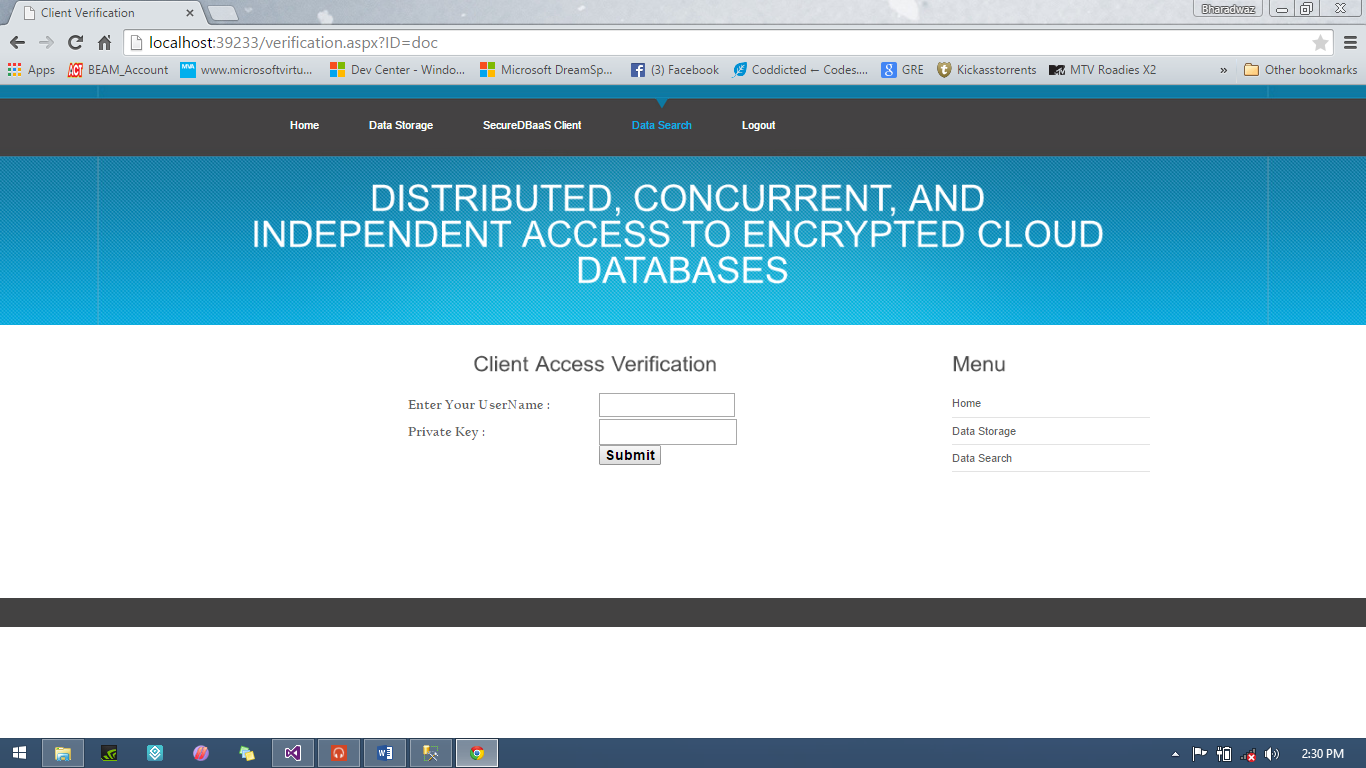 Client Verification
Bharadwaz
localhost:39233/verification.aspx?ID=doc
Apps ACT BEAM_Account MVA www.microsoftvirtu... Dev Center - Windo... Microsoft DreamSp... (3) Facebook Coddicted ← Codes.... GRE Kickasstorrents MTV Roadies X2 » Other bookmarks
Home Data Storage SecureDBaaS Client Data Search Logout
DISTRIBUTED, CONCURRENT, AND
INDEPENDENT ACCESS TO ENCRYPTED CLOUD
DATABASES
Client Access Verification
Enter Your UserName :
Private Key :
Submit
Menu
Home
Data Storage
Data Search
2:30 PM